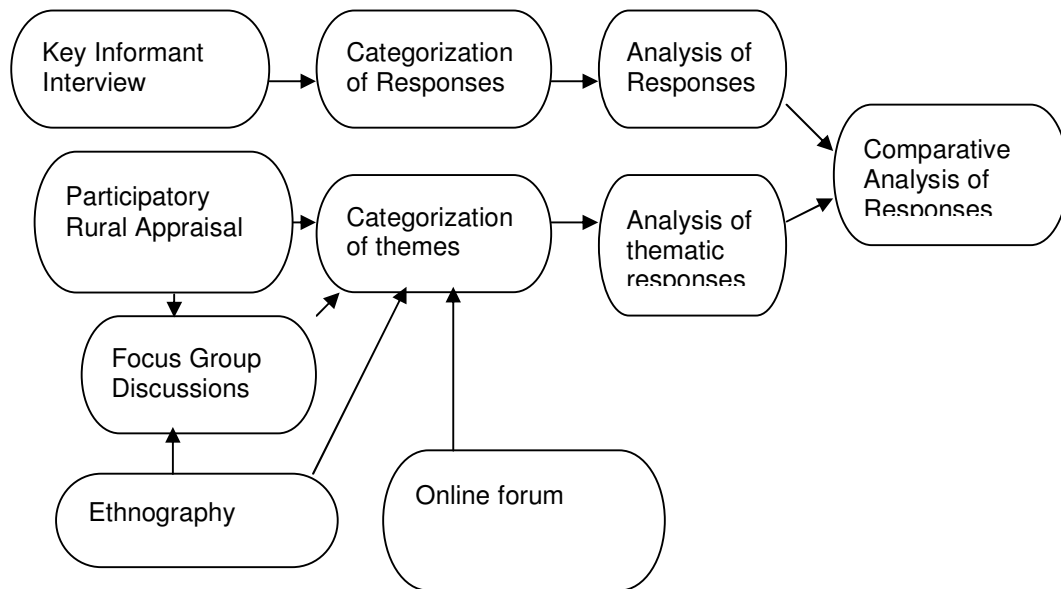 Key Informant
Interview
Categorization
of Responses
Analysis of
Responses
Comparative
Analysis of
Responses
Participatory
Rural Appraisal
Categorization
of themes
Analysis of
thematic
responses
Focus Group
Discussions
Ethnography
Online forum